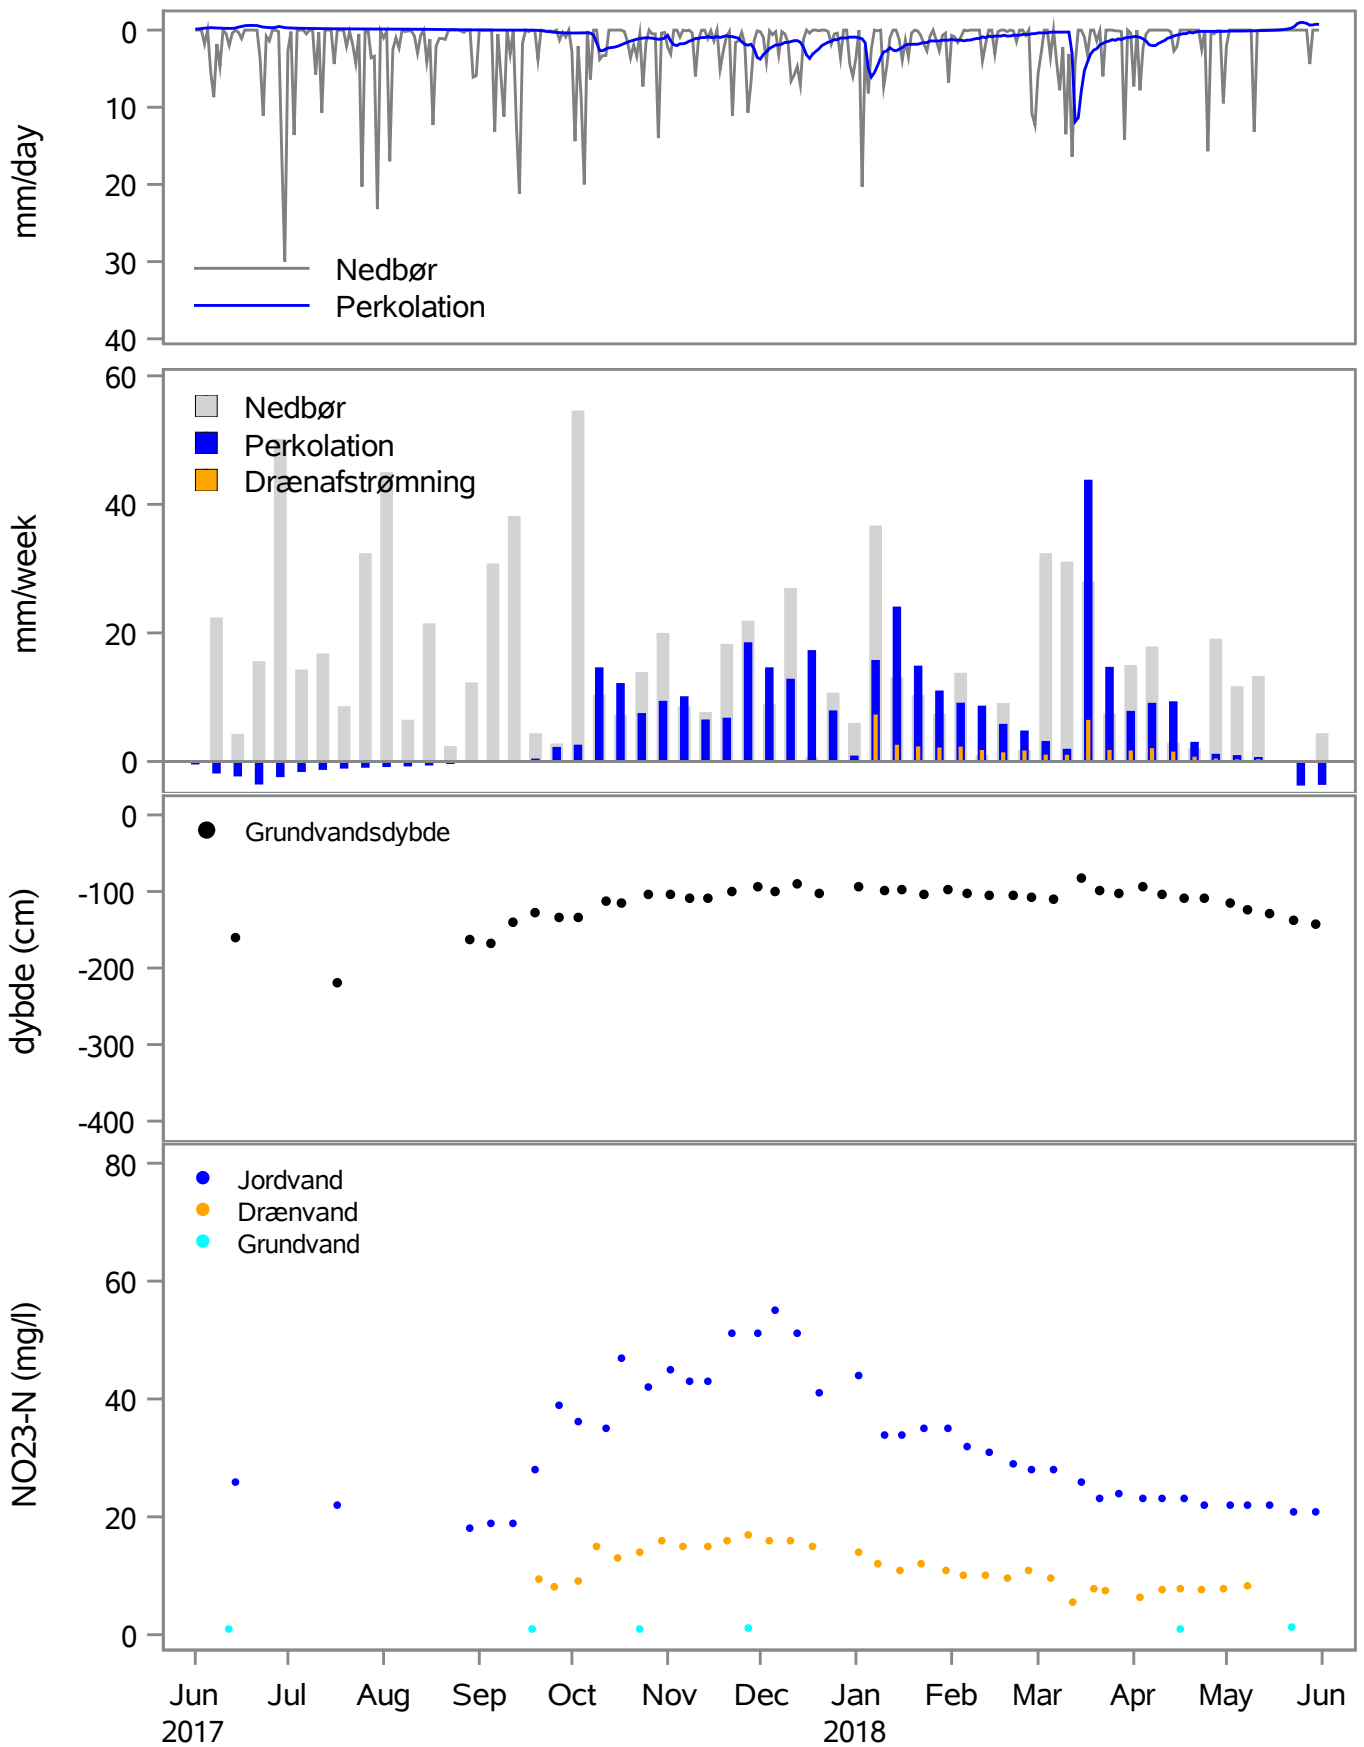 0
10
20
30
40
mm/day
Nedbør
Perkolation
60
40
20
0
mm/week
Nedbør
Perkolation
Drænafstrømning
0
-100
-200
-300
-400
dybde (cm)
Grundvandsdybde
80
60
40
20
0
NO23-N (mg/l)
Jordvand
Drænvand
Grundvand
Jun Jul Aug Sep Oct Nov Dec Jan Feb Mar Apr May Jun
2017 2018